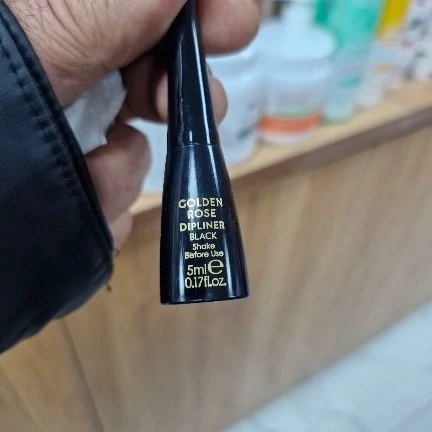 GOLDEN
ROSE
DIPLINER
BLACK
Shake
Before Use
5ml℮
0.17fl.oz.